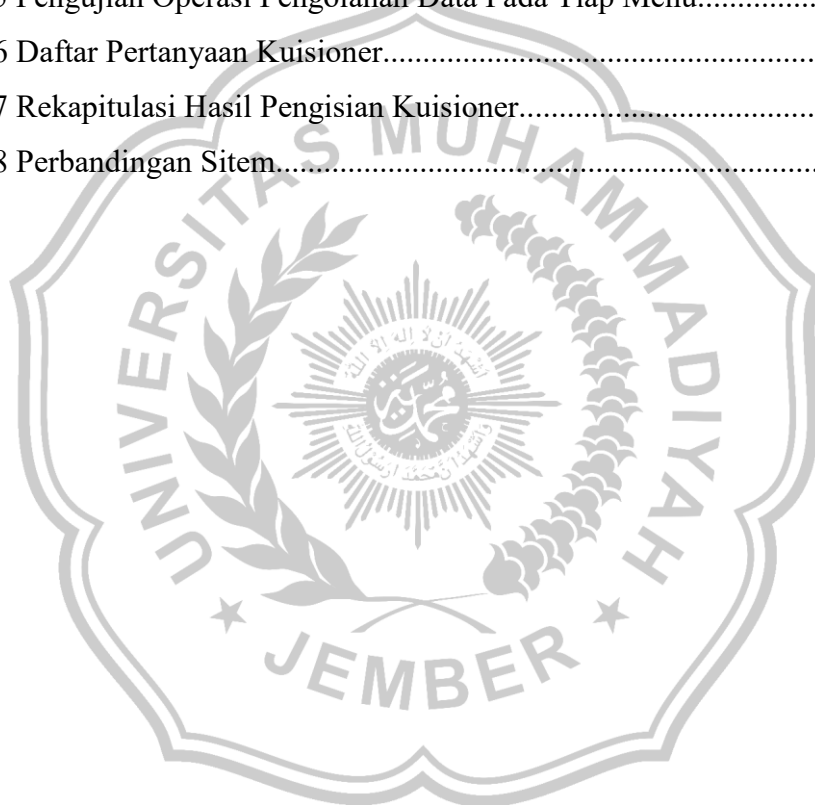 5 Pengujian Operasi Pengolahan Data Pada Tiap Menu...............
6 Daftar Pertanyaan Kuisioner......................................................
7 Rekapitulasi Hasil Pengisian Kuisioner.....................................
8 Perbandingan Sitem...................................................................
UNIVERSITAS MUHAMMADIYAH
JEMBER